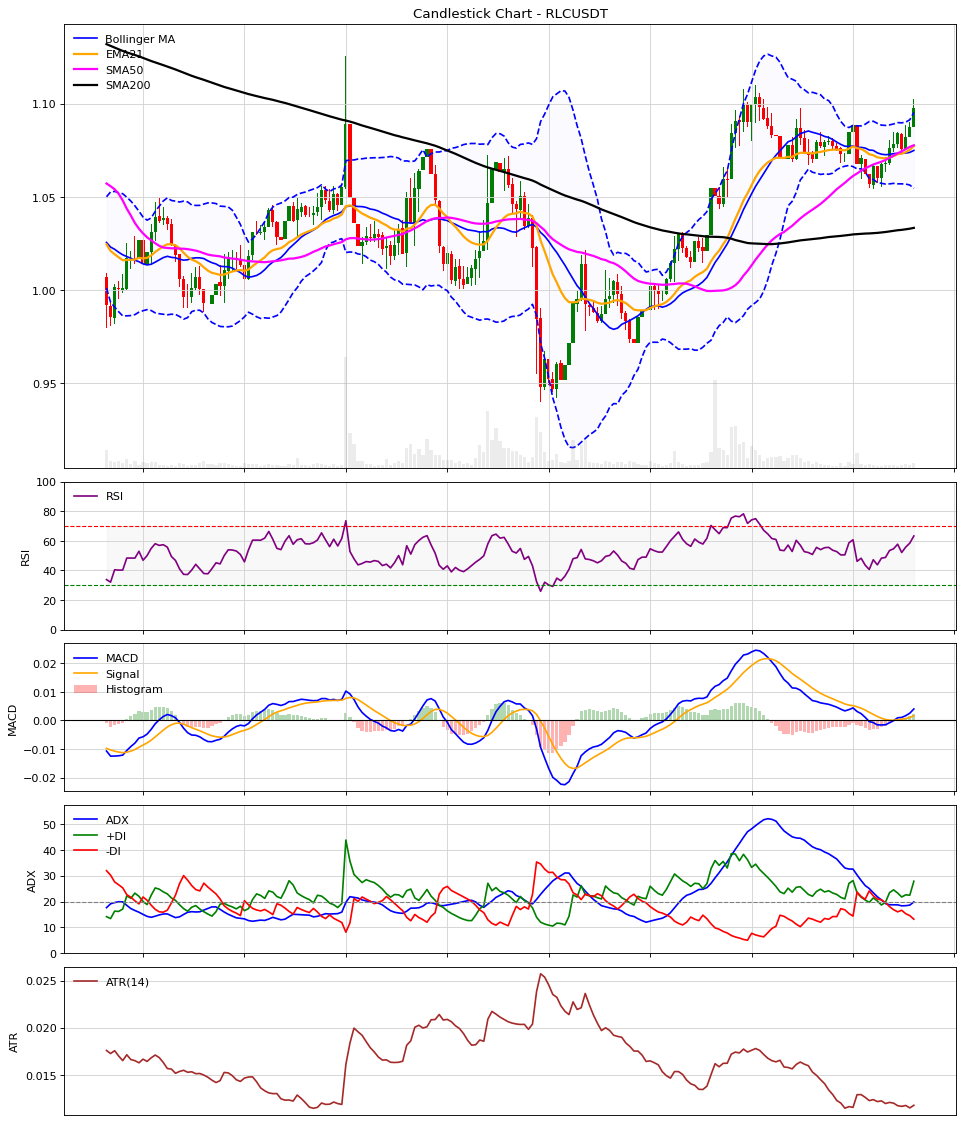 Candlestick Chart - RLCUSDT
Bollinger MA
EMA21
SMA50
SMA200
1.10
1.05
1.00
0.95
RSI
100
80
60
40
20
0
RSI
MACD
Signal
Histogram
0.02
0.01
0.00
−0.01
−0.02
MACD
ADX
+DI
-DI
50
40
30
20
10
0
ADX
ATR(14)
0.025
0.020
0.015
ATR